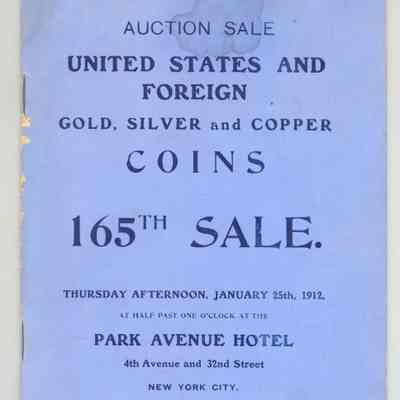 AUCTION SALE
UNITED STATES AND
FOREIGN
GOLD, SILVER and COPPER
COINS
165TH SALE.
THURSDAY AFTERNOON, JANUARY 25th, 1912,
AT HALF PAST ONE O'CLOCK AT THE
PARK AVENUE HOTEL
4th Avenue and 32nd Street
NEW YORK CITY.